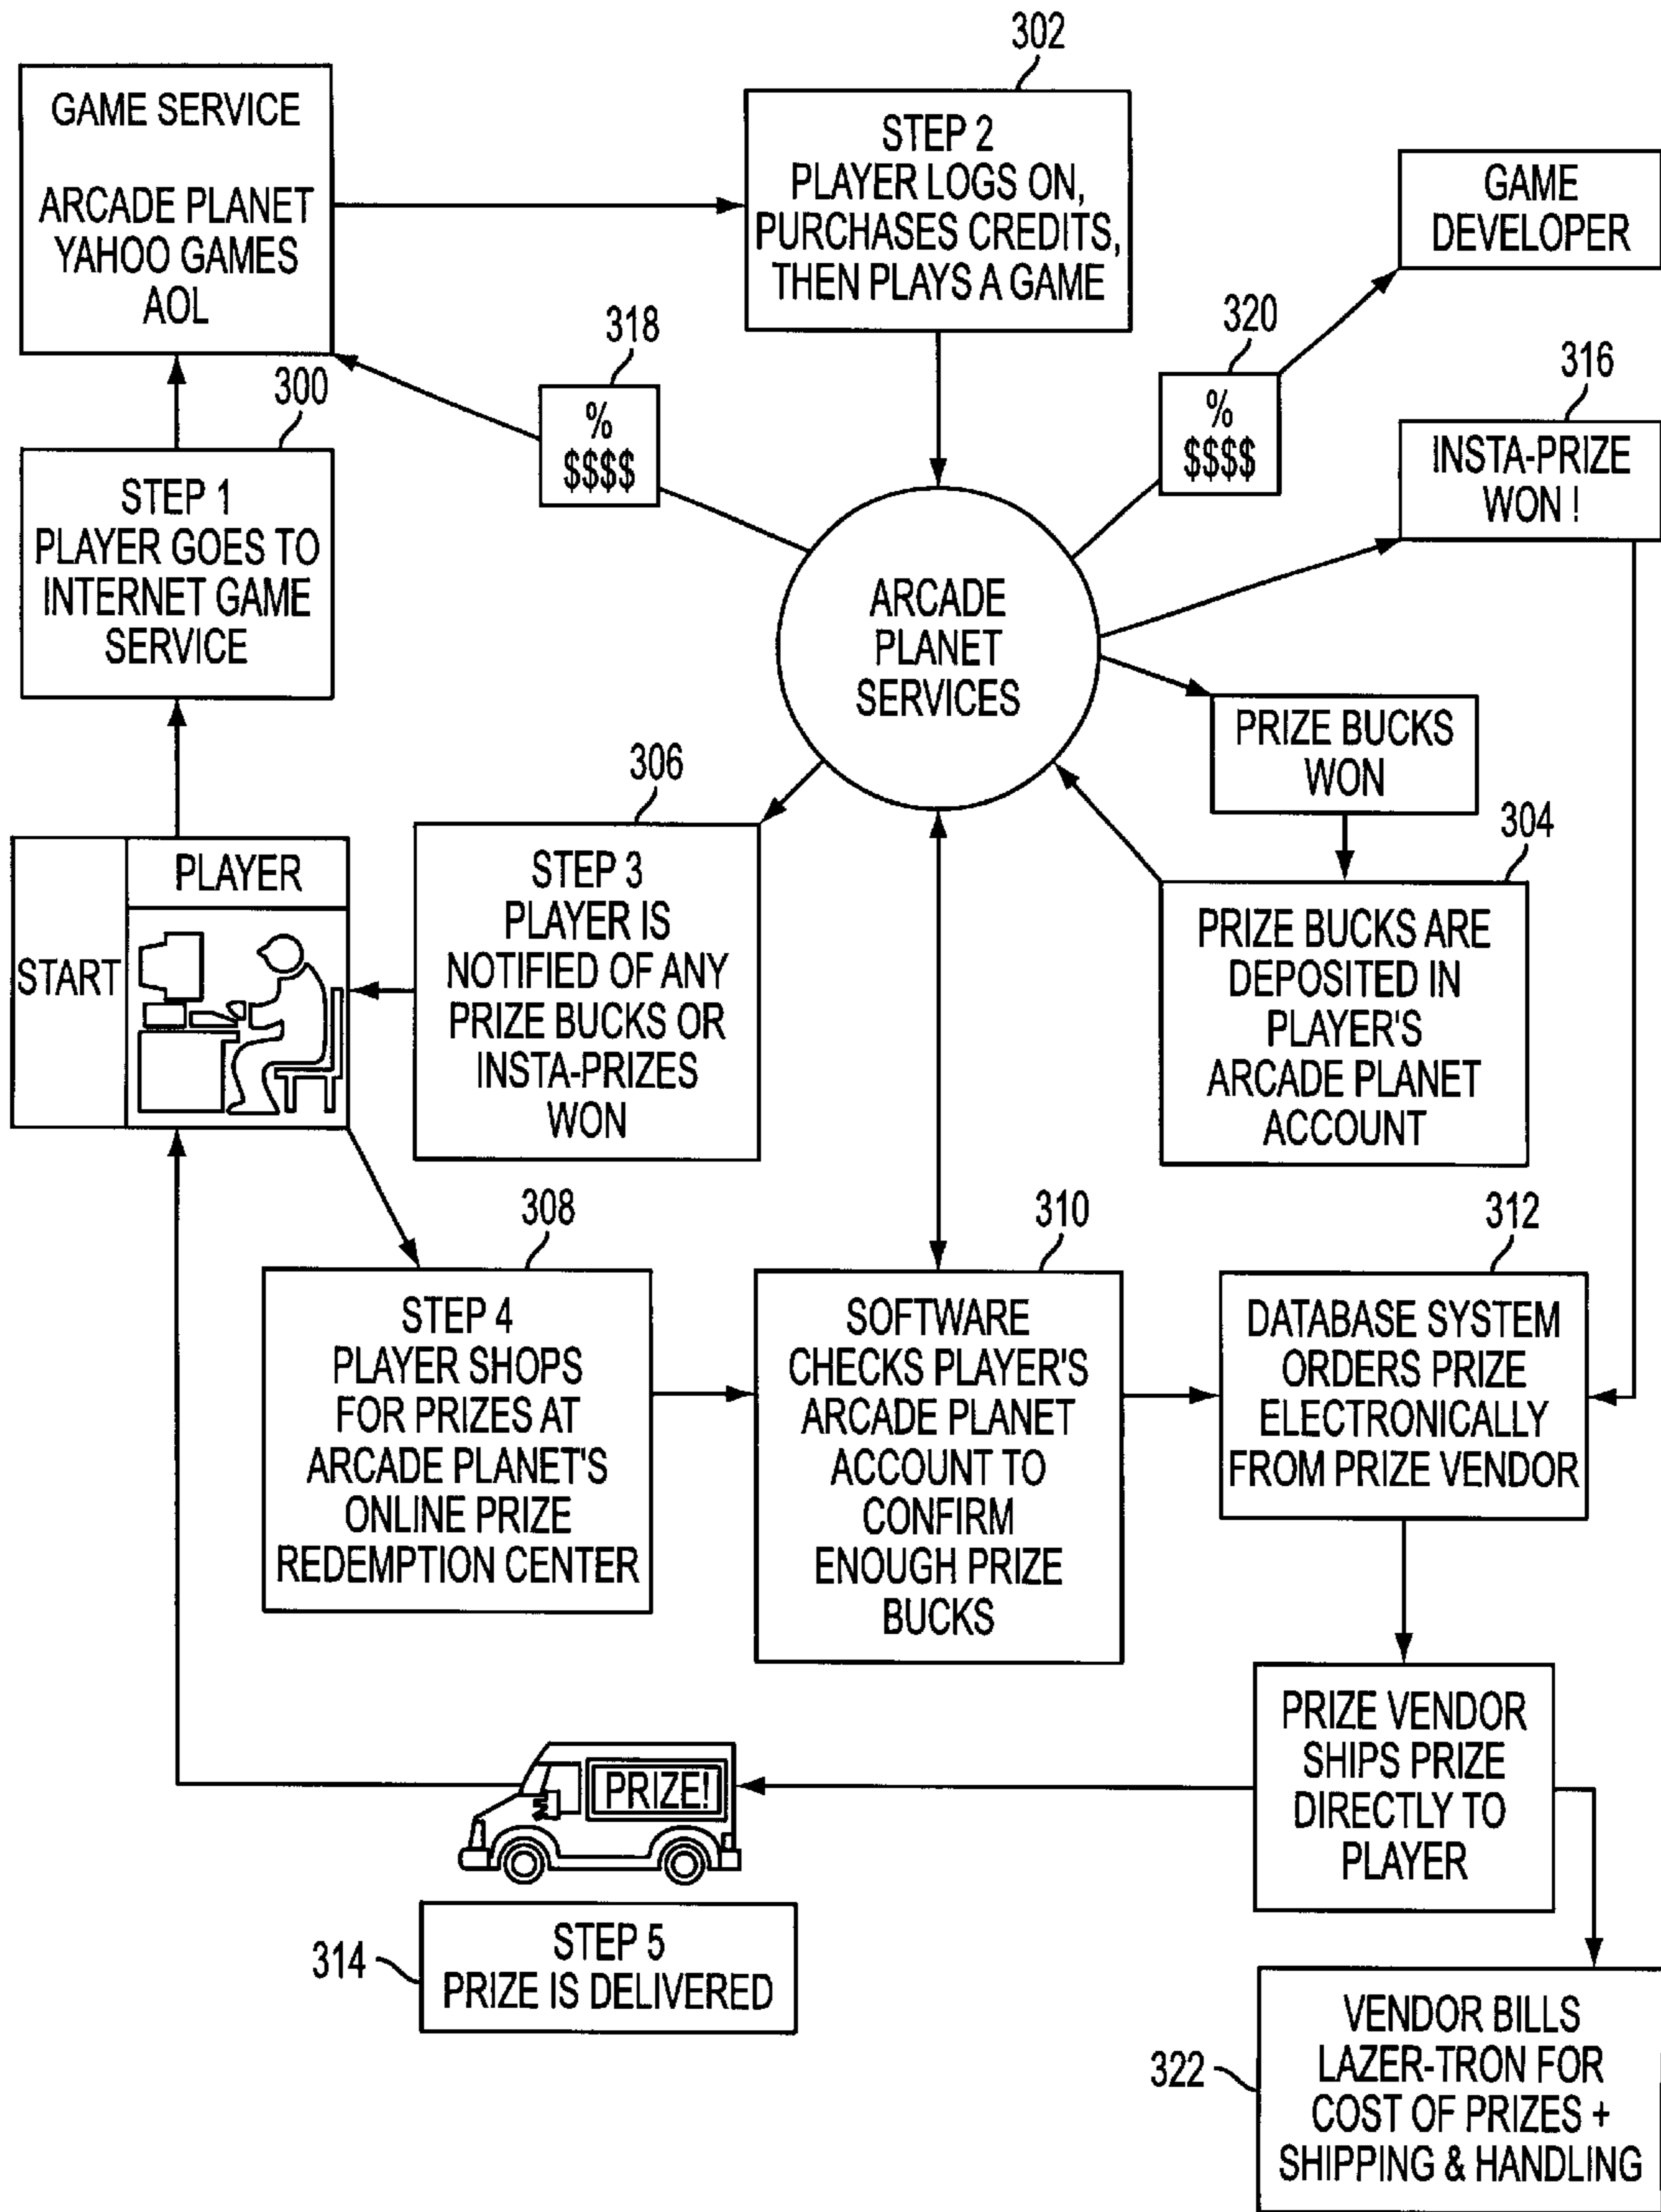 302
GAME SERVICE
ARCADE PLANET
YAHOO GAMES
AOL
STEP 2
PLAYER LOGS ON,
PURCHASES CREDITS,
THEN PLAYS A GAME
GAME
DEVELOPER
318
%
$$$$
320
%
$$$$
316
INSTA-PRIZE
WON !
300
STEP 1
PLAYER GOES TO
INTERNET GAME
SERVICE
ARCADE
PLANET
SERVICES
PRIZE BUCKS
WON
304
PRIZE BUCKS ARE
DEPOSITED IN
PLAYER'S
ARCADE PLANET
ACCOUNT
306
STEP 3
PLAYER IS
NOTIFIED OF ANY
PRIZE BUCKS OR
INSTA-PRIZES
WON
START
PLAYER
308
STEP 4
PLAYER SHOPS
FOR PRIZES AT
ARCADE PLANET'S
ONLINE PRIZE
REDEMPTION CENTER
310
SOFTWARE
CHECKS PLAYER'S
ARCADE PLANET
ACCOUNT TO
CONFIRM
ENOUGH PRIZE
BUCKS
312
DATABASE SYSTEM
ORDERS PRIZE
ELECTRONICALLY
FROM PRIZE VENDOR
PRIZE VENDOR
SHIPS PRIZE
DIRECTLY TO
PLAYER
PRIZE!
314
STEP 5
PRIZE IS DELIVERED
322
VENDOR BILLS
LAZER-TRON FOR
COST OF PRIZES +
SHIPPING & HANDLING